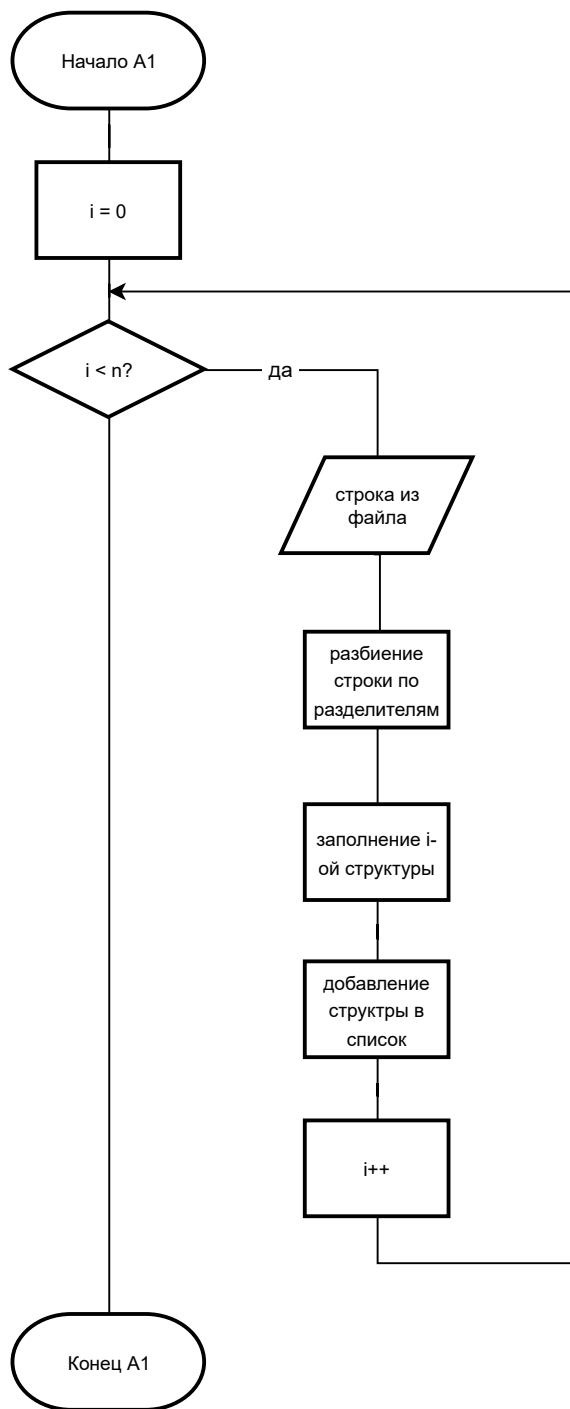 Начало А1
i = 0
i < n?
да
строка из
файла
разбиение
строки по
разделителям
заполнение i-
ой структуры
добавление
структры в
список
i++
Конец А1